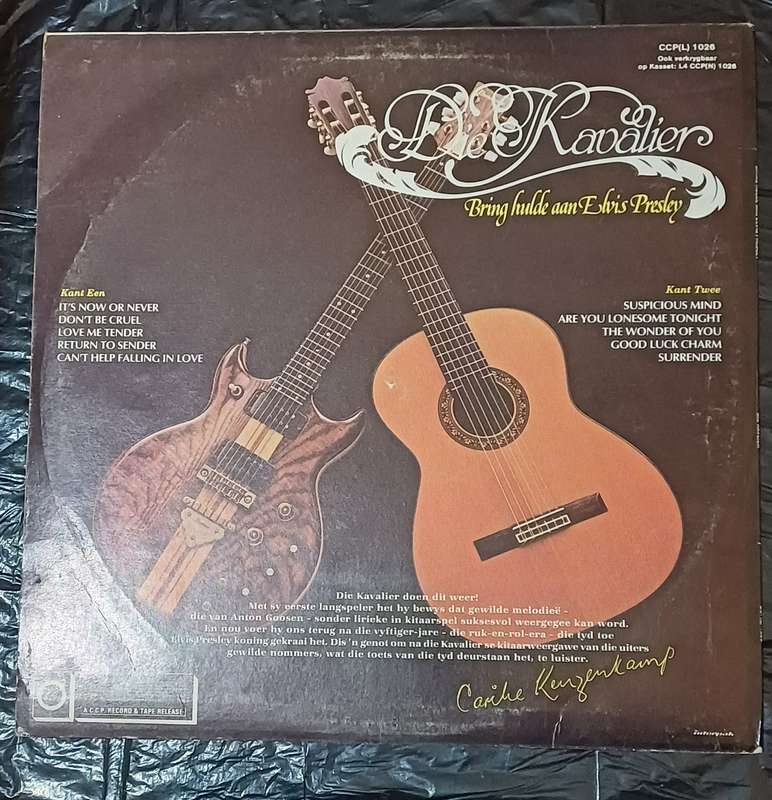 CCP(L) 1026
Ook verkrygbaar
op Kasset: L4 CCP(N) 1026
Die Kavalier
Bring hulde aan Elvis Presley
Kant Een
IT'S NOW OR NEVER
DON'T BE CRUEL
LOVE ME TENDER
RETURN TO SENDER
CAN'T HELP FALLING IN LOVE
Kant Twee
SUSPICIOUS MIND
ARE YOU LONESOME TONIGHT
THE WONDER OF YOU
GOOD LUCK CHARM
SURRENDER
Die Kavalier doen dit weer!
Met sy eerste langspeler het hy bewys dat gewilde melodieë -
die van Anton Goosen - sonder lirieke in kitaarspel suksesvol weergegee kan word.
En nou voer hy ons terug na die vyftiger-jare - die ruk-en-rol-era - die tyd toe
Elvis Presley koning gekraai het. Dis 'n genot om na die Kavalier se kitaarweergawe van die uiters
gewilde nommers, wat die toets van die tyd deurstaan het, te luister.
Carike Keuzenkamp
A C.C.P. RECORD & TAPE RELEASE
interpak